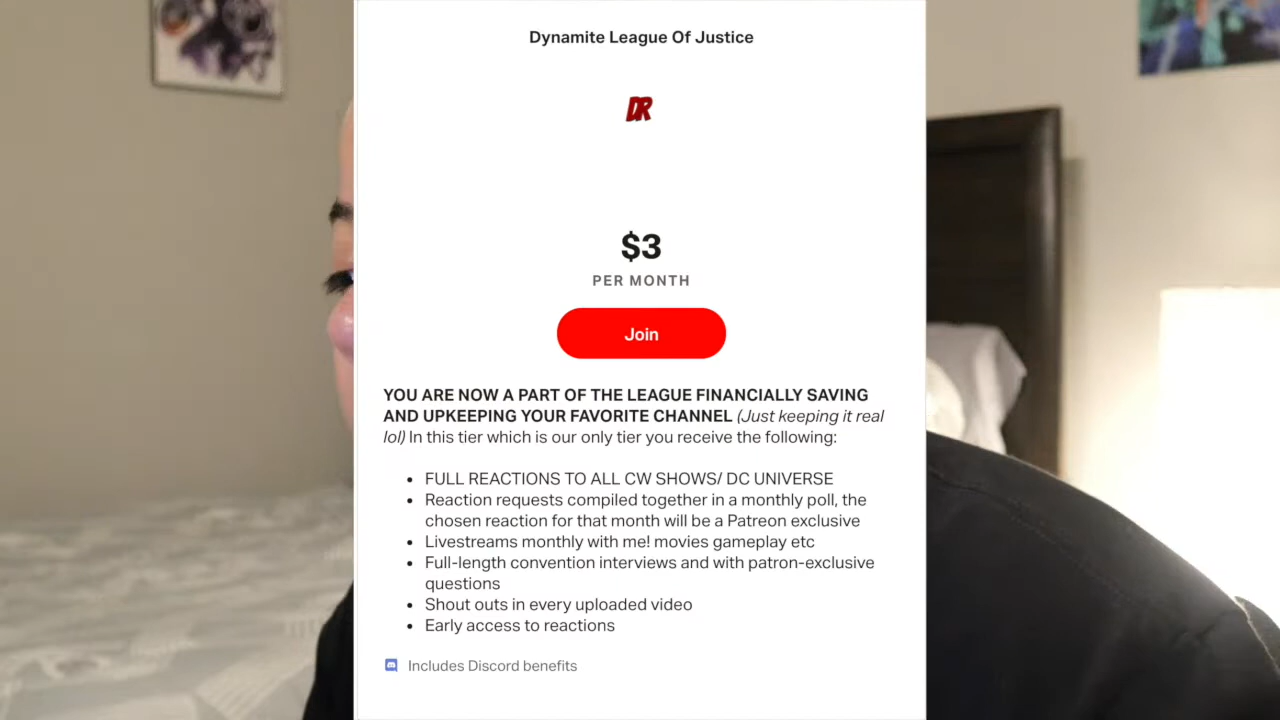 Dynamite League Of Justice
DR
$3
PER MONTH
Join
YOU ARE NOW A PART OF THE LEAGUE FINANCIALLY SAVING
AND UPKEEPING YOUR FAVORITE CHANNEL (Just keeping it real
lol) In this tier which is our only tier you receive the following:
• FULL REACTIONS TO ALL CW SHOWS/ DC UNIVERSE
• Reaction requests compiled together in a monthly poll, the
chosen reaction for that month will be a Patreon exclusive
• Livestreams monthly with me! movies gameplay etc
• Full-length convention interviews and with patron-exclusive
questions
• Shout outs in every uploaded video
• Early access to reactions
Includes Discord benefits